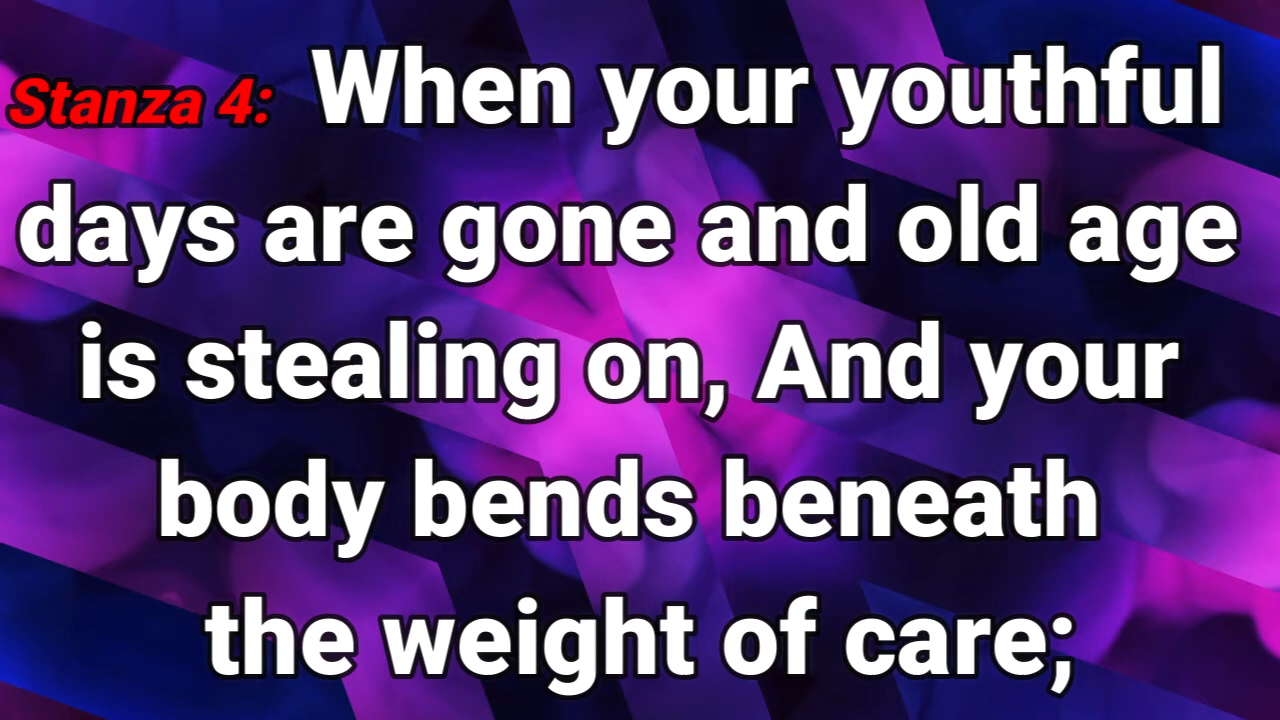 Stanza 4: When your youthful
days are gone and old age
is stealing on, And your
body bends beneath
the weight of care;